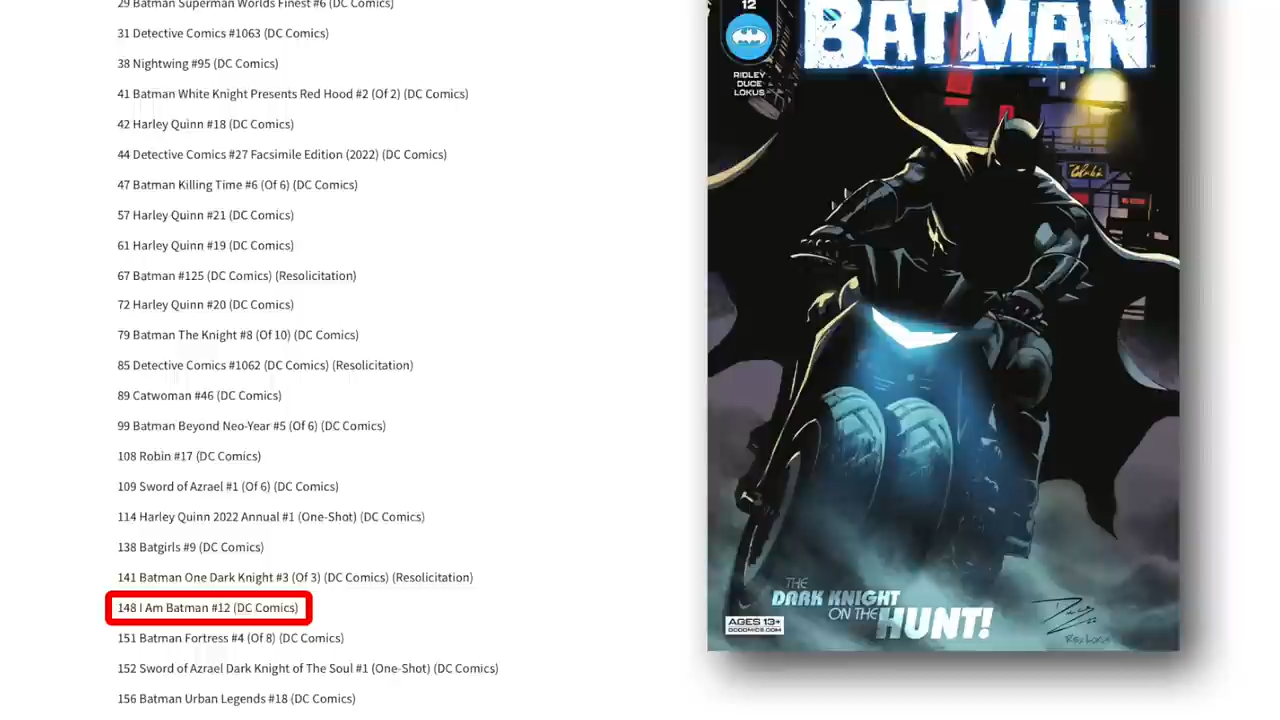 29 Batman Superman Worlds Finest #6 (DC Comics)
31 Detective Comics #1063 (DC Comics)
38 Nightwing #95 (DC Comics)
41 Batman White Knight Presents Red Hood #2 (Of 2) (DC Comics)
42 Harley Quinn #18 (DC Comics)
44 Detective Comics #27 Facsimile Edition (2022) (DC Comics)
47 Batman Killing Time #6 (Of 6) (DC Comics)
57 Harley Quinn #21 (DC Comics)
61 Harley Quinn #19 (DC Comics)
67 Batman #125 (DC Comics) (Resolicitation)
72 Harley Quinn #20 (DC Comics)
79 Batman The Knight #8 (Of 10) (DC Comics)
85 Detective Comics #1062 (DC Comics) (Resolicitation)
89 Catwoman #46 (DC Comics)
99 Batman Beyond Neo-Year #5 (Of 6) (DC Comics)
108 Robin #17 (DC Comics)
109 Sword of Azrael #1 (Of 6) (DC Comics)
114 Harley Quinn 2022 Annual #1 (One-Shot) (DC Comics)
138 Batgirls #9 (DC Comics)
141 Batman One Dark Knight #3 (Of 3) (DC Comics) (Resolicitation)
148 I Am Batman #12 (DC Comics)
151 Batman Fortress #4 (Of 8) (DC Comics)
152 Sword of Azrael Dark Knight of The Soul #1 (One-Shot) (DC Comics)
156 Batman Urban Legends #18 (DC Comics)
12
BATMAN
RIDLEY
DUCE
LOKUS
THE
DARK KNIGHT
ON THE
HUNT!
AGES 13+
DCCOMICS.COM